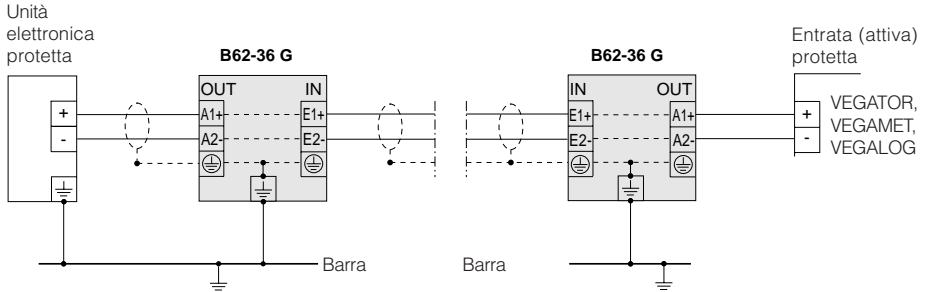 Unità
elettronica
protetta
B62-36 G
B62-36 G
Entrata (attiva)
protetta
OUT IN
IN OUT
+ A1+ E1+ E1+ A1+ +
- A2- E2- E2- A2- -
VEGATOR,
VEGAMET,
VEGALOG
Barra
Barra